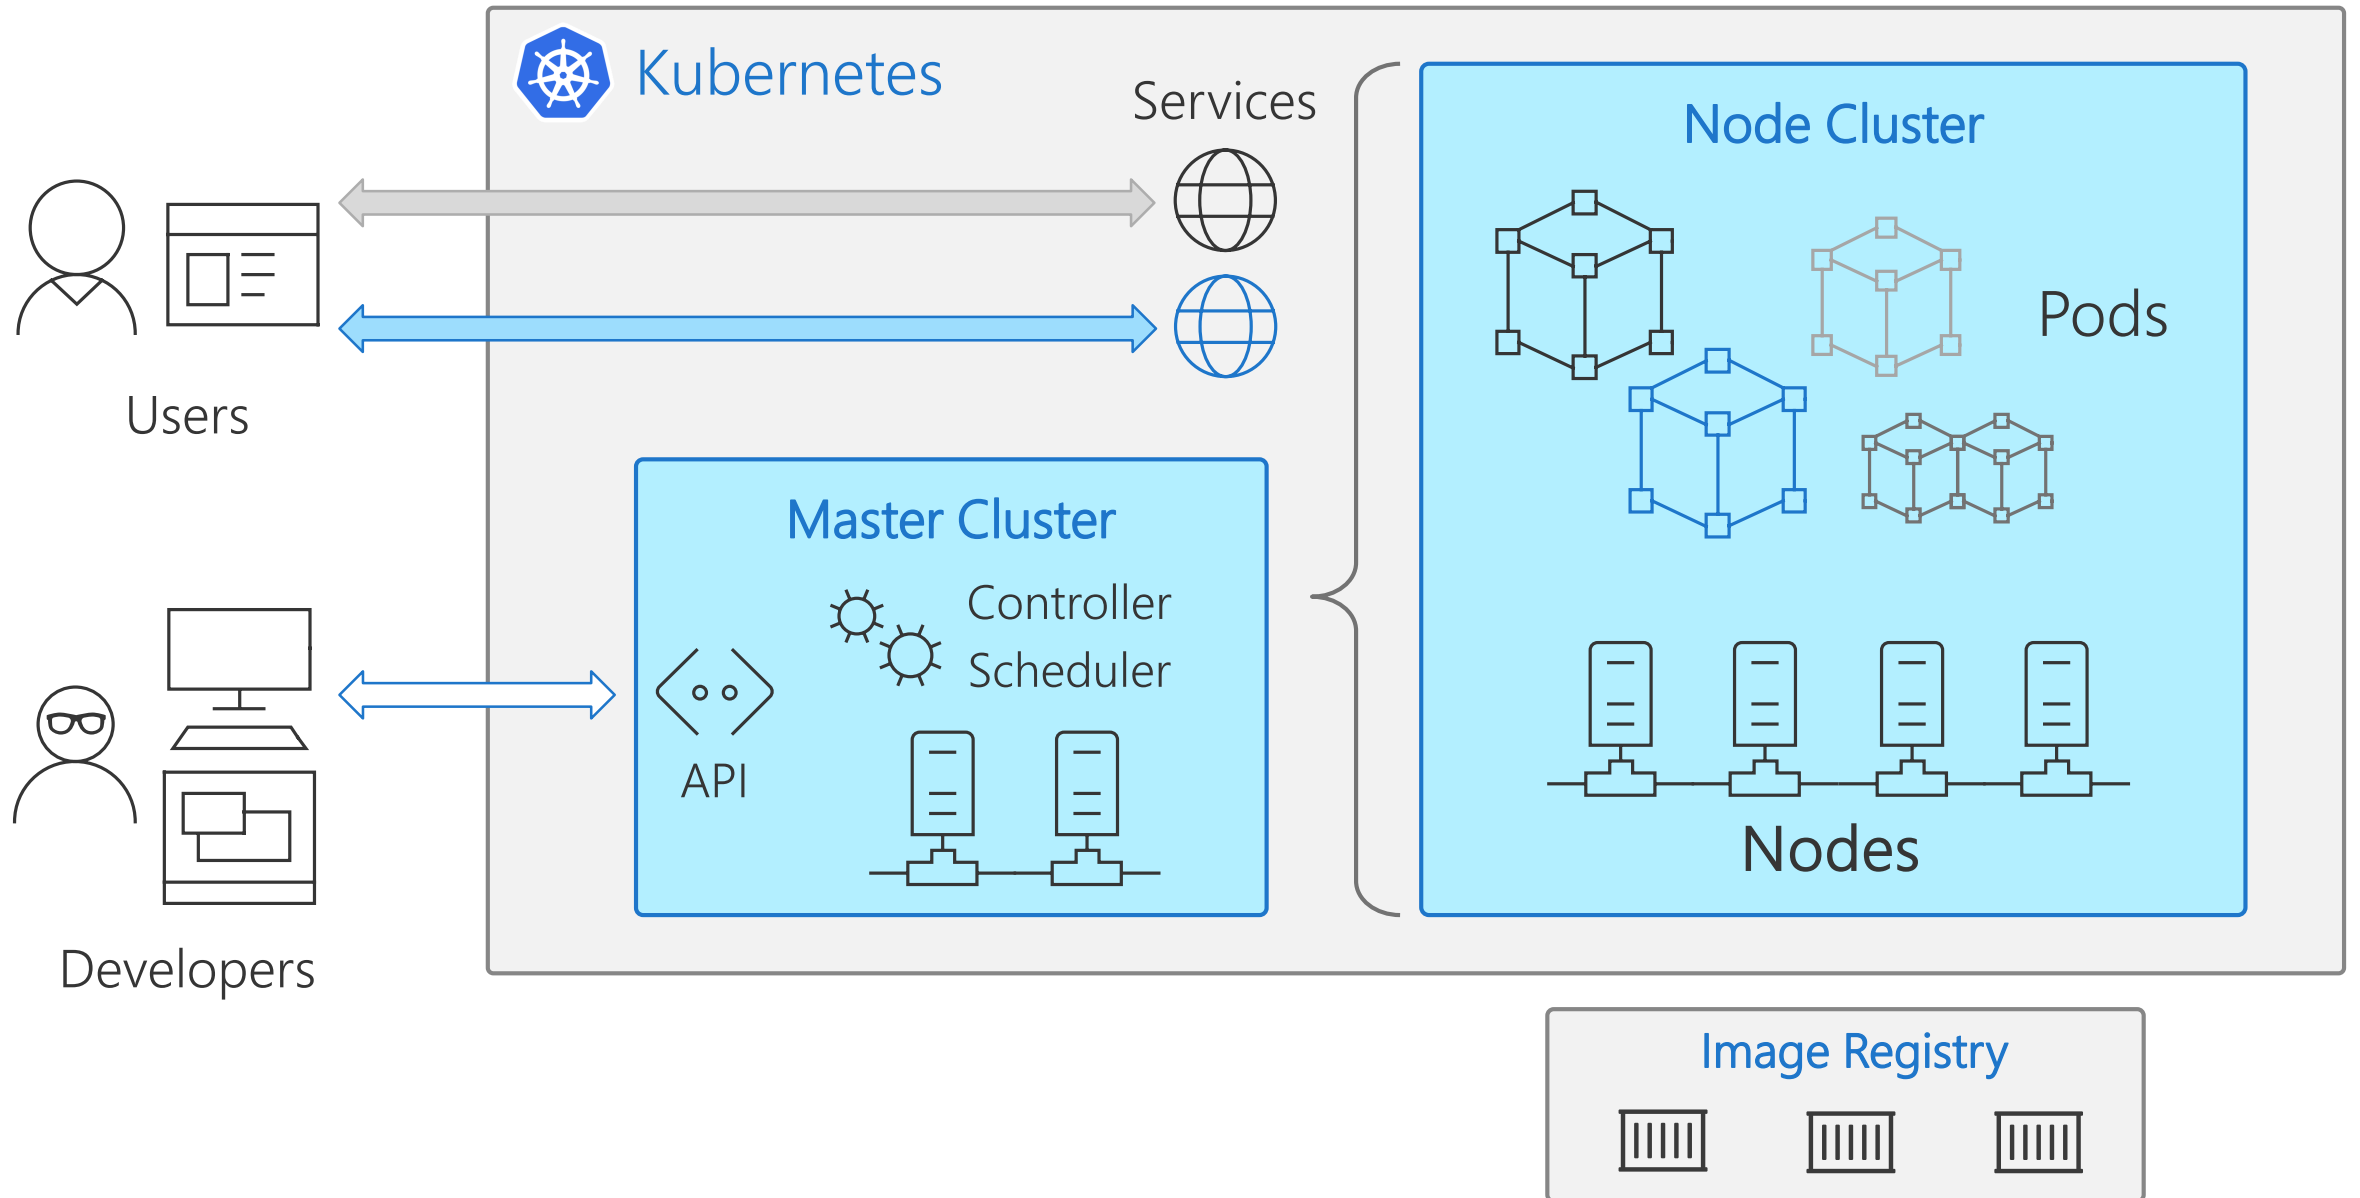 Kubernetes
Services
Node Cluster
Pods
Users
Master Cluster
Controller
Scheduler
API
Nodes
Developers
Image Registry